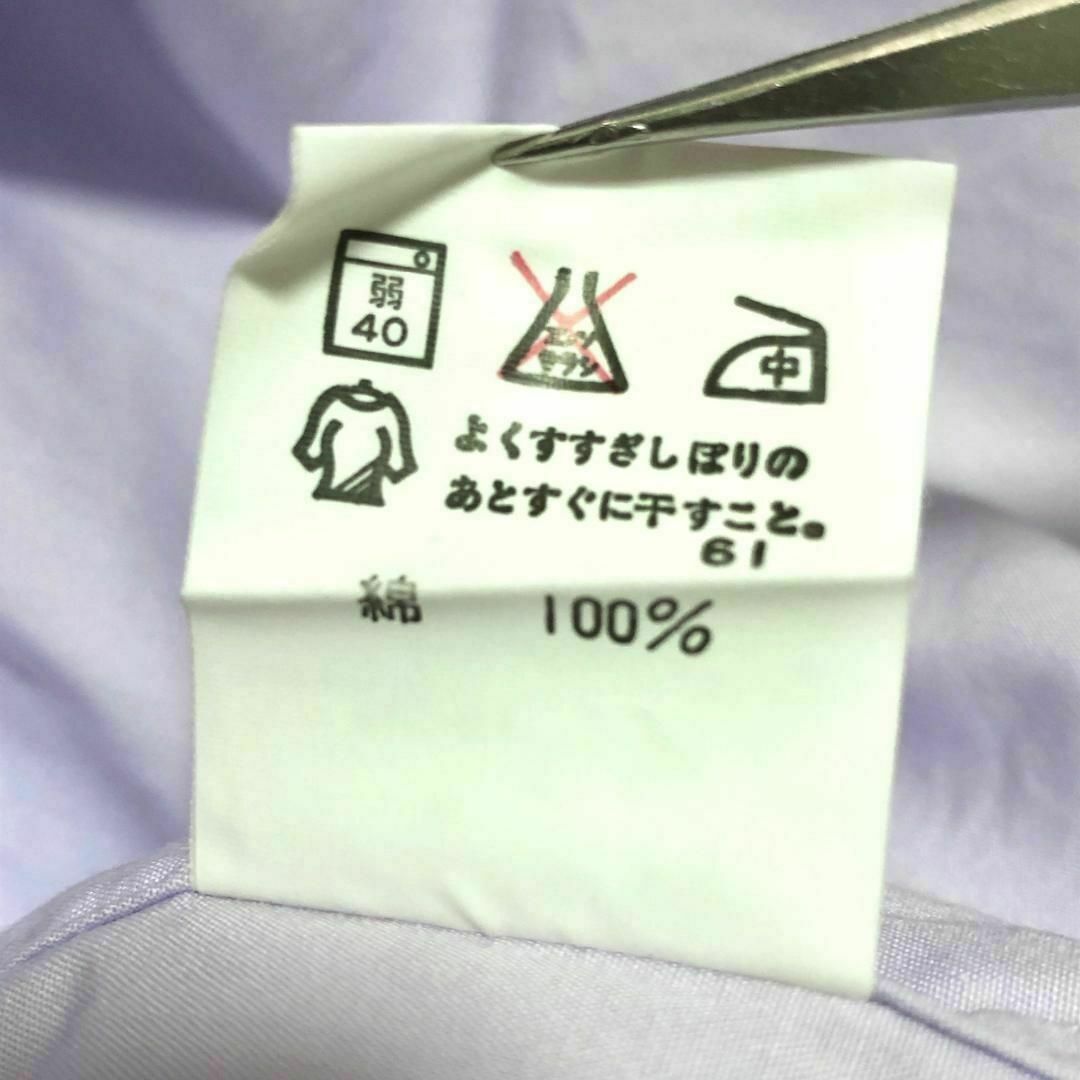 弱
40
エンソ
サラシ
中
よくすすぎしぼりの
あとすぐに干すこと。
61
綿 100%